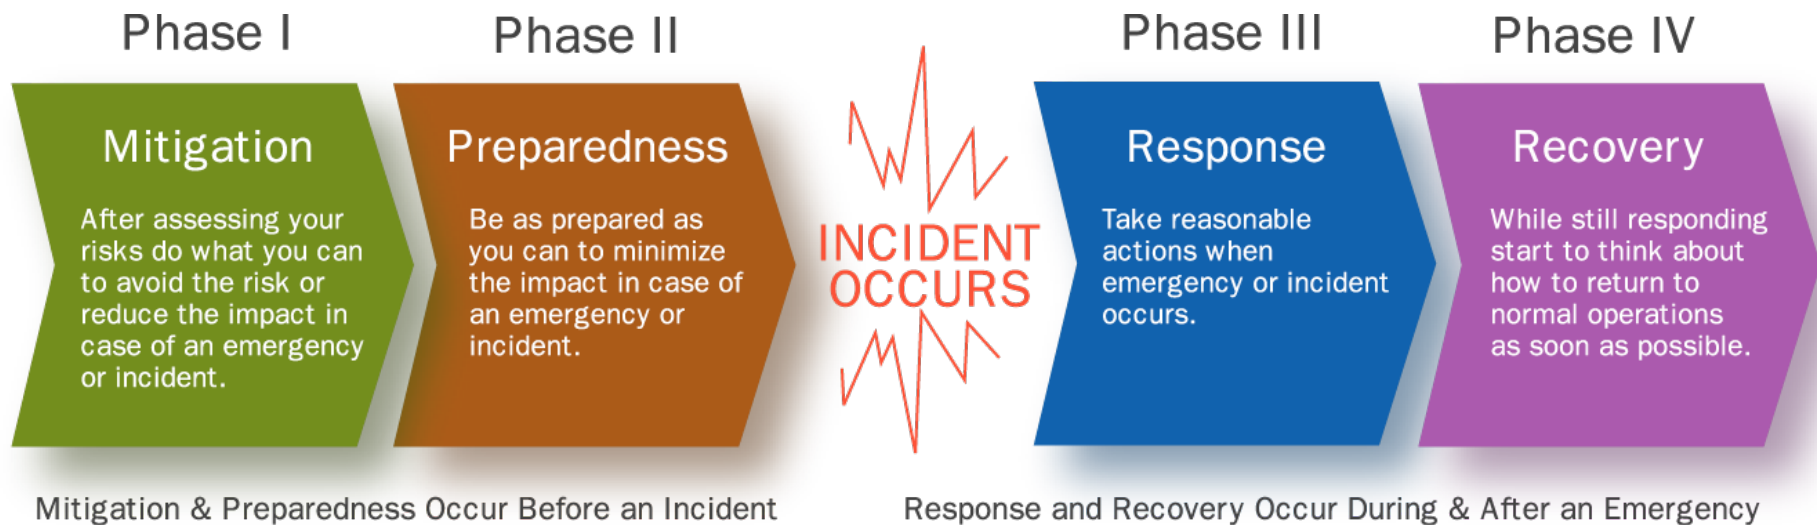 Phase I
Mitigation
After assessing your
risks do what you can
to avoid the risk or
reduce the impact in
case of an emergency
or incident.
Phase II
Preparedness
Be as prepared as
you can to minimize
the impact in case of
an emergency or
incident.
Mitigation & Preparedness Occur Before an Incident
INCIDENT
OCCURS
Phase III
Response
Take reasonable
actions when
emergency or incident
occurs.
Phase IV
Recovery
While still responding
start to think about
how to return to
normal operations
as soon as possible.
Response and Recovery Occur During & After an Emergency